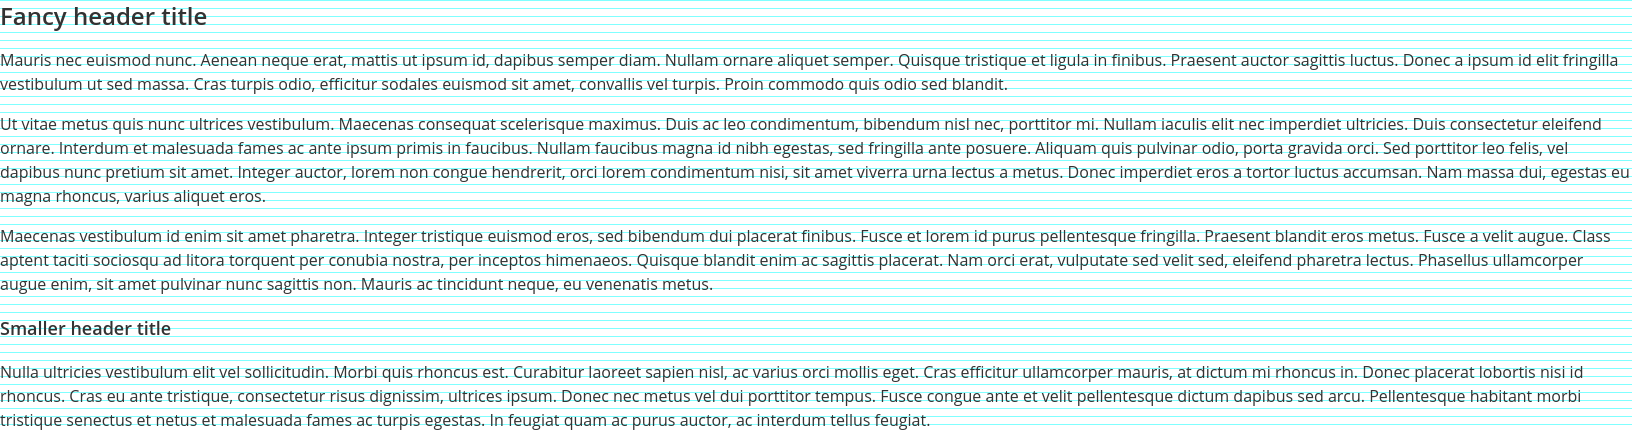 Fancy header title
Mauris nec euismod nunc. Aenean neque erat, mattis ut ipsum id, dapibus semper diam. Nullam ornare aliquet semper. Quisque tristique et ligula in finibus. Praesent auctor sagittis luctus. Donec a ipsum id elit fringilla
vestibulum ut sed massa. Cras turpis odio, efficitur sodales euismod sit amet, convallis vel turpis. Proin commodo quis odio sed blandit.
Ut vitae metus quis nunc ultrices vestibulum. Maecenas consequat scelerisque maximus. Duis ac leo condimentum, bibendum nisl nec, porttitor mi. Nullam iaculis elit nec imperdiet ultricies. Duis consectetur eleifend
ornare. Interdum et malesuada fames ac ante ipsum primis in faucibus. Nullam faucibus magna id nibh egestas, sed fringilla ante posuere. Aliquam quis pulvinar odio, porta gravida orci. Sed porttitor leo felis, vel
dapibus nunc pretium sit amet. Integer auctor, lorem non congue hendrerit, orci lorem condimentum nisi, sit amet viverra urna lectus a metus. Donec imperdiet eros a tortor luctus accumsan. Nam massa dui, egestas eu
magna rhoncus, varius aliquet eros.
Maecenas vestibulum id enim sit amet pharetra. Integer tristique euismod eros, sed bibendum dui placerat finibus. Fusce et lorem id purus pellentesque fringilla. Praesent blandit eros metus. Fusce a velit augue. Class
aptent taciti sociosqu ad litora torquent per conubia nostra, per inceptos himenaeos. Quisque blandit enim ac sagittis placerat. Nam orci erat, vulputate sed velit sed, eleifend pharetra lectus. Phasellus ullamcorper
augue enim, sit amet pulvinar nunc sagittis non. Mauris ac tincidunt neque, eu venenatis metus.
Smaller header title
Nulla ultricies vestibulum elit vel sollicitudin. Morbi quis rhoncus est. Curabitur laoreet sapien nisl, ac varius orci mollis eget. Cras efficitur ullamcorper mauris, at dictum mi rhoncus in. Donec placerat lobortis nisi id
rhoncus. Cras eu ante tristique, consectetur risus dignissim, ultrices ipsum. Donec nec metus vel dui porttitor tempus. Fusce congue ante et velit pellentesque dictum dapibus sed arcu. Pellentesque habitant morbi
tristique senectus et netus et malesuada fames ac turpis egestas. In feugiat quam ac purus auctor, ac interdum tellus feugiat.